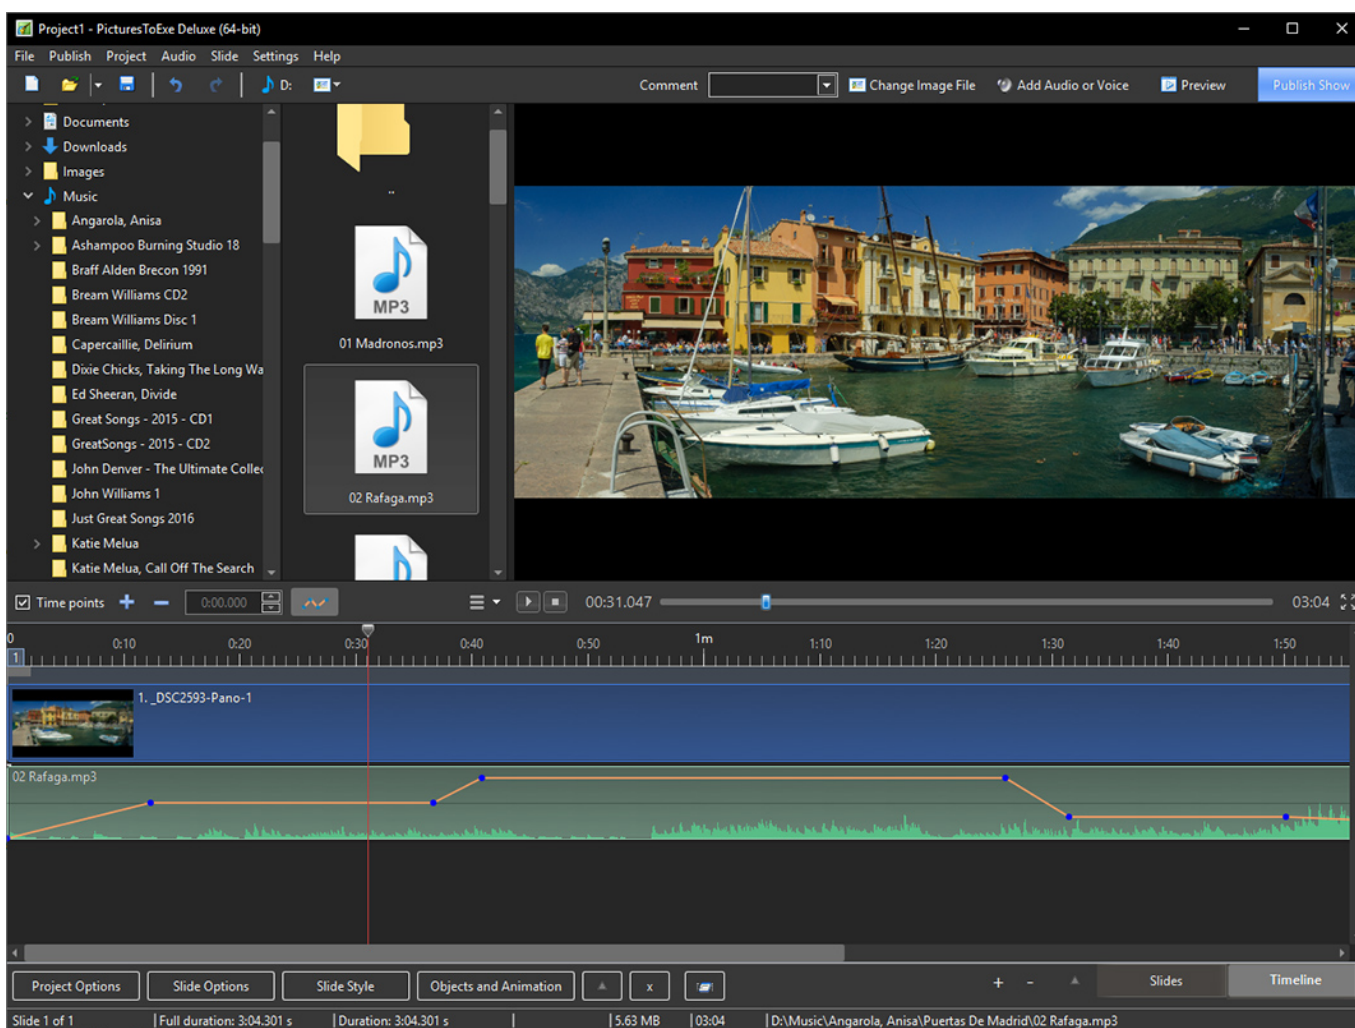 Project1 - PicturesToExe Deluxe (64-bit)
File Publish Project Audio Slide Settings Help
D: Comment Change Image File Add Audio or Voice Preview Publish Show
Documents
Downloads
Images
Music
Angarola, Anisa
Ashampoo Burning Studio 18
Braff Alden Brecon 1991
Bream Williams CD2
Bream Williams Disc 1
Capercaillie, Delirium
Dixie Chicks, Taking The Long Wa
Ed Sheeran, Divide
Great Songs - 2015 - CD1
GreatSongs - 2015 - CD2
John Denver - The Ultimate Collec
John Williams 1
Just Great Songs 2016
Katie Melua
Katie Melua, Call Off The Search
..
MP3
01 Madronos.mp3
MP3
02 Rafaga.mp3
Time points 0:00.000 00:31.047 03:04
0 0:10 0:20 0:30 0:40 0:50 1m 1:10 1:20 1:30 1:40 1:50
1
1. _DSC2593-Pano-1
02 Rafaga.mp3
Project Options Slide Options Slide Style Objects and Animation x + - Slides Timeline
Slide 1 of 1 Full duration: 3:04.301 s Duration: 3:04.301 s 5.63 MB 03:04 D:\Music\Angarola, Anisa\Puertas De Madrid\02 Rafaga.mp3